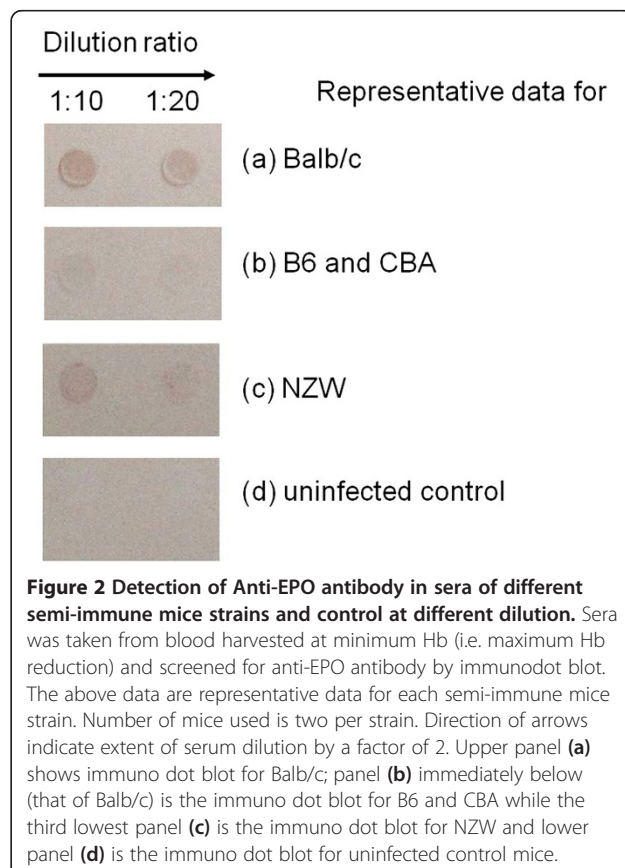 Dilution ratio
1:10 1:20
Representative data for
(a) Balb/c
(b) B6 and CBA
(c) NZW
(d) uninfected control
Figure 2 Detection of Anti-EPO antibody in sera of different
semi-immune mice strains and control at different dilution. Sera
was taken from blood harvested at minimum Hb (i.e. maximum Hb
reduction) and screened for anti-EPO antibody by immunodot blot.
The above data are representative data for each semi-immune mice
strain. Number of mice used is two per strain. Direction of arrows
indicate extent of serum dilution by a factor of 2. Upper panel (a)
shows immuno dot blot for Balb/c; panel (b) immediately below
(that of Balb/c) is the immuno dot blot for B6 and CBA while the
third lowest panel (c) is the immuno dot blot for NZW and lower
panel (d) is the immuno dot blot for uninfected control mice.